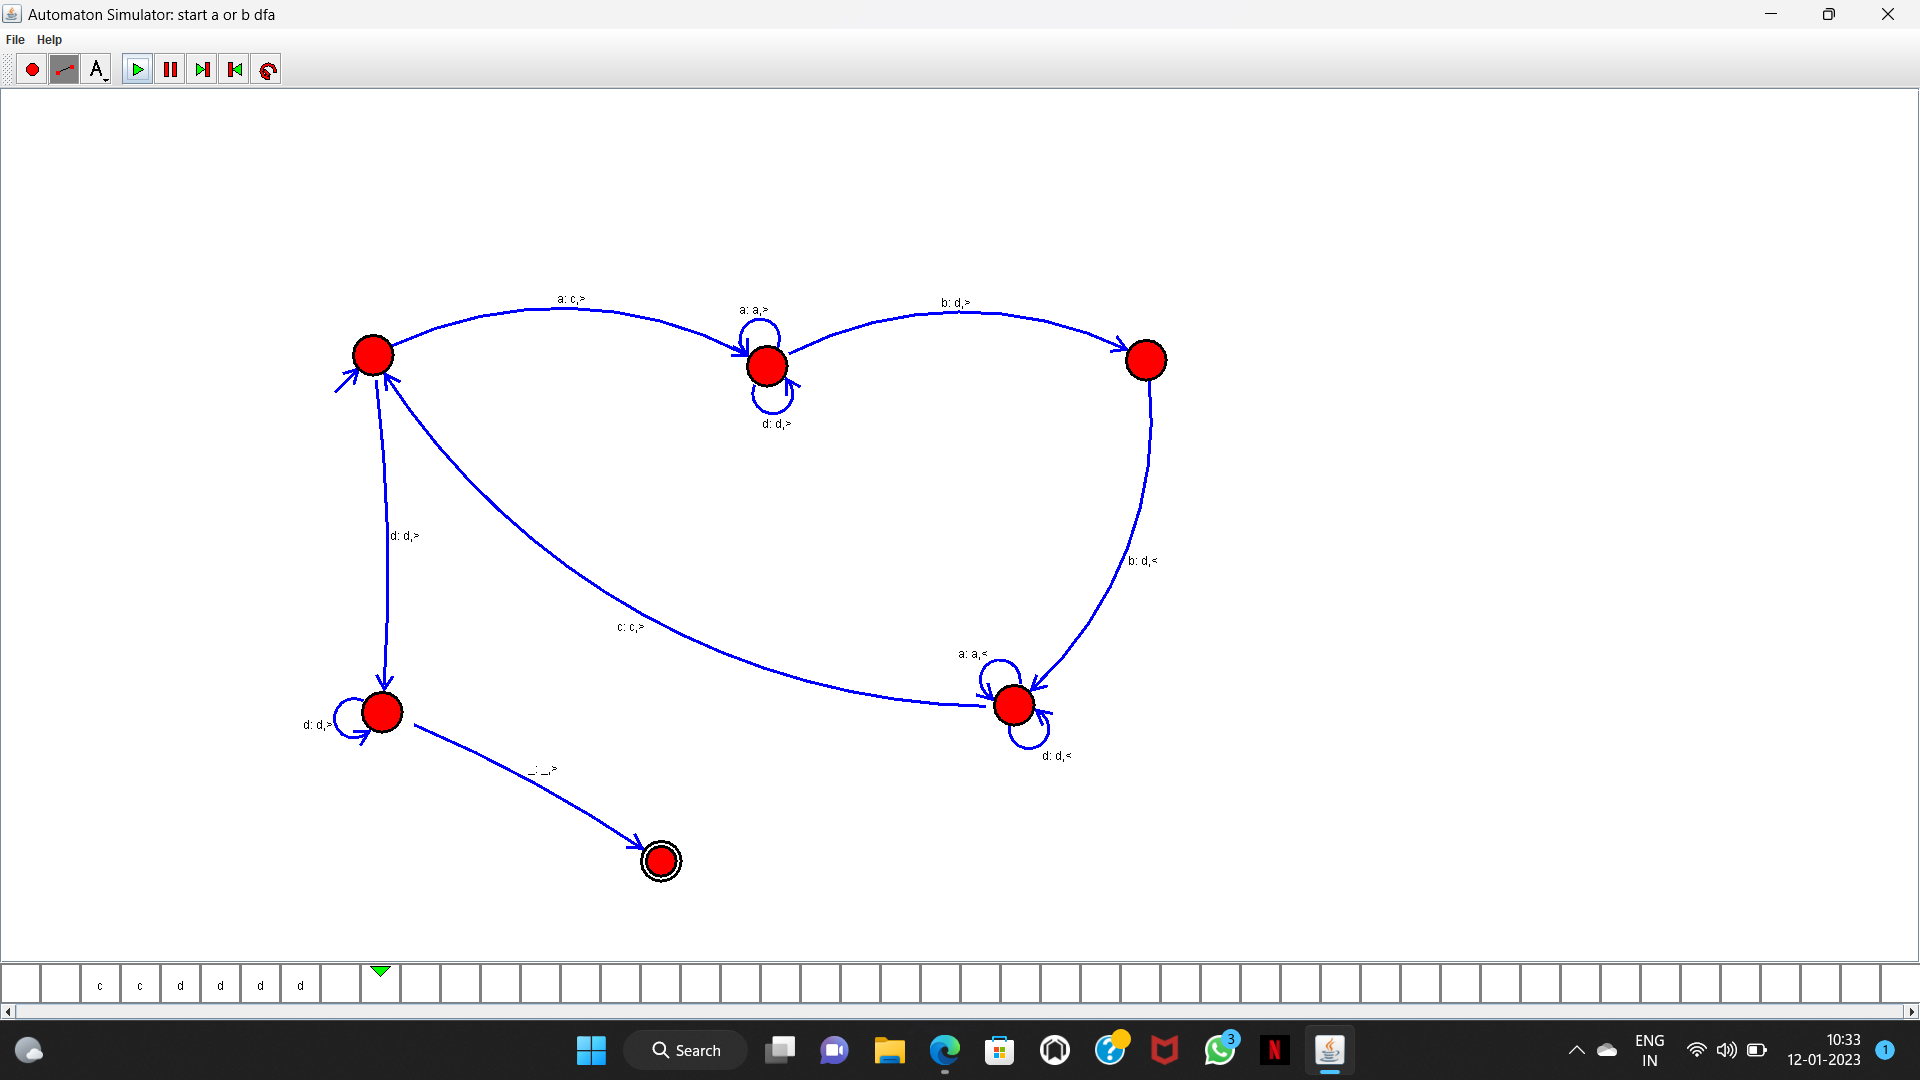 Automaton Simulator: start a or b dfa
File Help
A
a: c,>
a: a,>
b: d,>
d: d,>
d: d,>
b: d,<
c: c,>
a: a,<
d: d,>
d: d,<
_: _,>
c c d d d d
Search
3
N
ENG
IN
10:33
12-01-2023
1